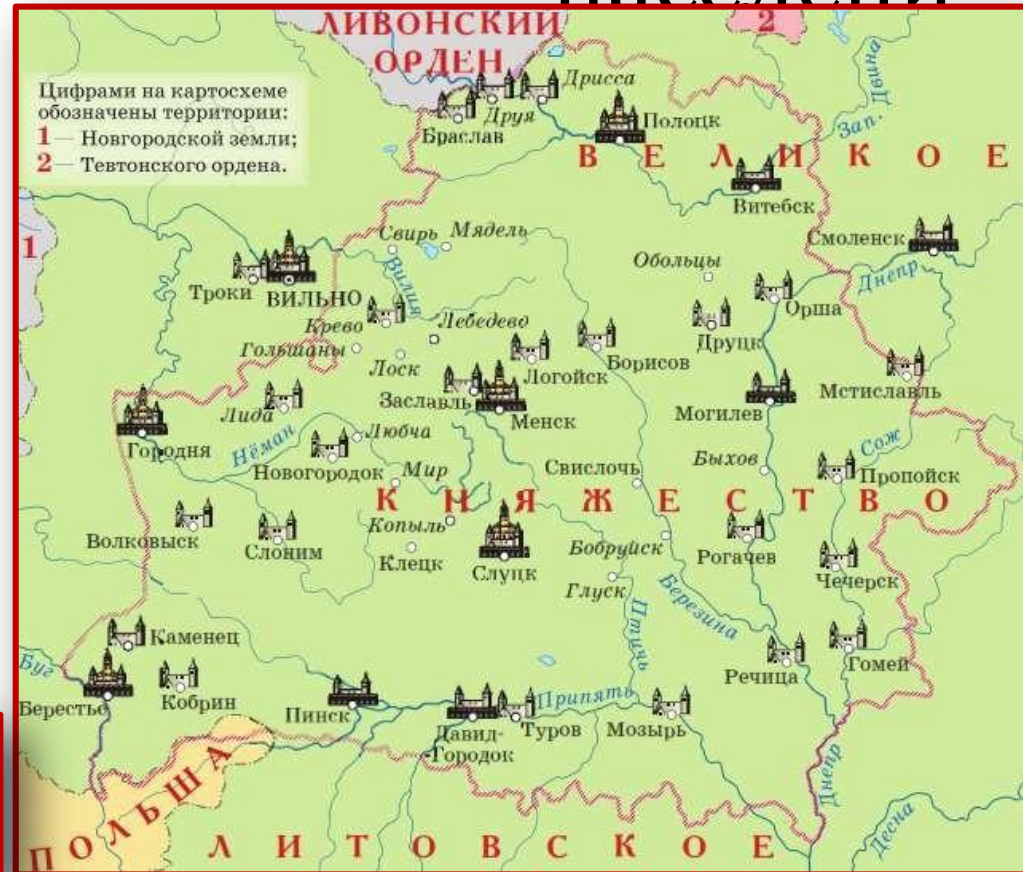 ЛИВОНСКИЙ
ОРДЕН
2
Цифрами на картосхеме
обозначены территории:
1 — Новгородской земли;
2 — Тевтонского ордена.
Дрисса
Друя
Браслав
Полоцк
Зап. Двина
ВЕЛИКОЕ
Витебск
1
Свирь
Мядель
Смоленск
Обольцы
Днепр
Троки
ВИЛЬНО
Вилия
Орша
Крево
Лебедево
Друцк
Гольшаны
Лоск
Логойск
Борисов
Мстиславль
Заславль
Лида
Менск
Могилев
Городня
Нёман
Любча
Сож
Новогородок
Мир
Свислочь
Быхов
Пропойск
КНЯЖЕСТВО
Копыль
Волковыск
Слоним
Клецк
Слуцк
Бобруйск
Рогачев
Чечерск
Глуск
Березина
Птичь
Каменец
Буг
Гомей
Речица
Берестье
Кобрин
Пинск
Припять
Давид-
Городок
Туров
Мозырь
Днепр
ПОЛЬША
Десна
ЛИТОВСКОЕ